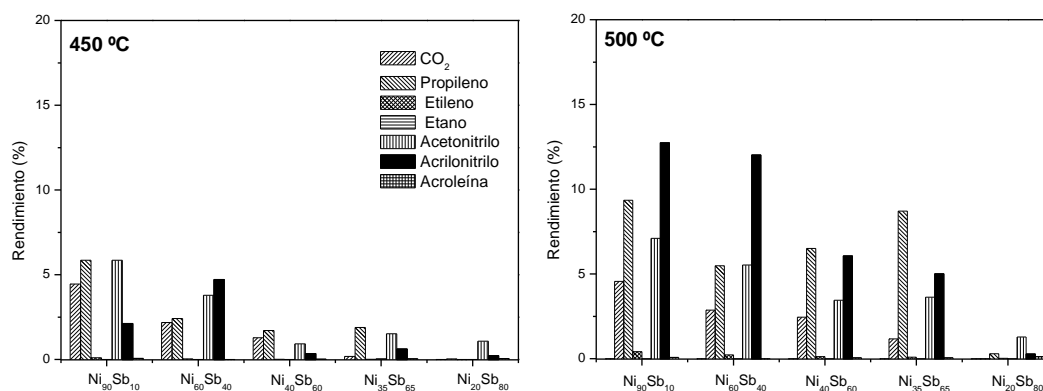 20
15
10
5
0
Rendimiento (%)
450 ºC
CO₂
Propileno
Etileno
Etano
Acetonitrilo
Acrilonitrilo
Acroleína
Ni₉₀Sb₁₀
Ni₆₀Sb₄₀
Ni₄₀Sb₆₀
Ni₃₅Sb₆₅
Ni₂₀Sb₈₀
20
15
10
5
0
Rendimiento (%)
500 ºC
Ni₉₀Sb₁₀
Ni₆₀Sb₄₀
Ni₄₀Sb₆₀
Ni₃₅Sb₆₅
Ni₂₀Sb₈₀